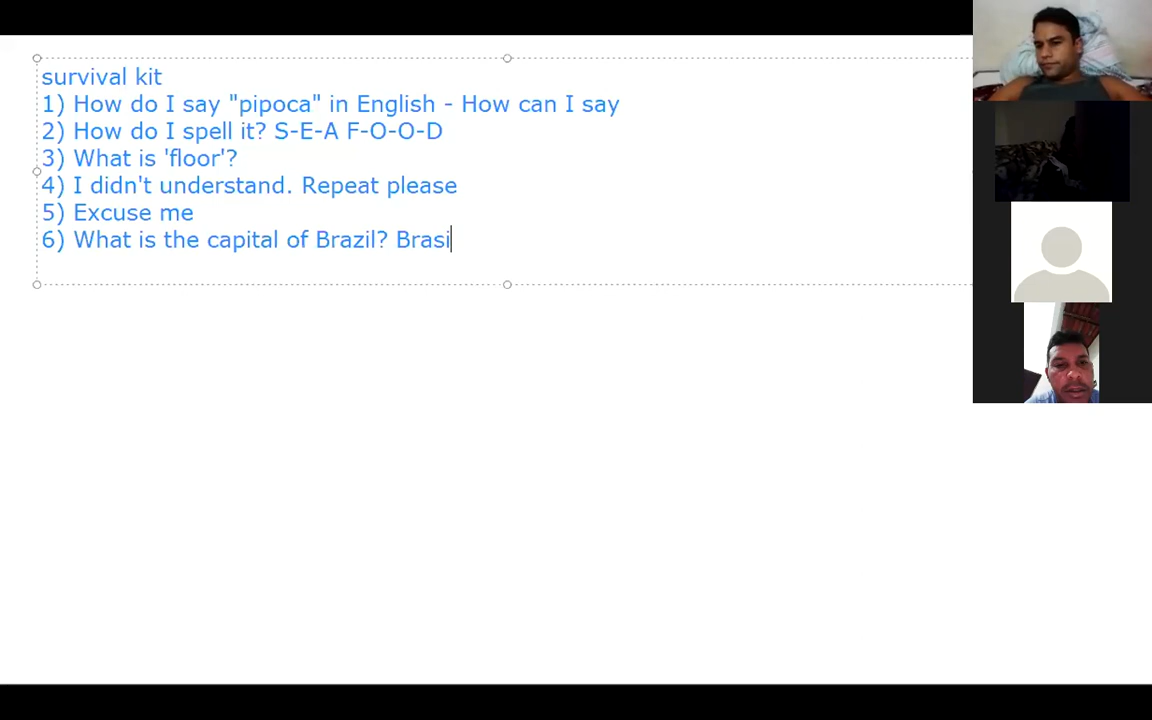 survival kit
1) How do I say "pipoca" in English - How can I say
2) How do I spell it? S-E-A F-O-O-D
3) What is 'floor'?
4) I didn't understand. Repeat please
5) Excuse me
6) What is the capital of Brazil? Brasi